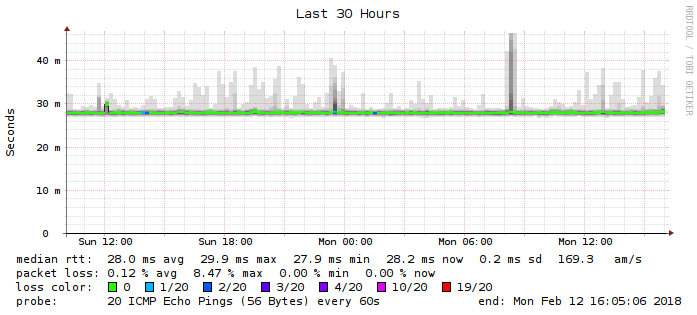 Last 30 Hours
RRDTOOL / TOBI OETIKER
Seconds
40 m
30 m
20 m
10 m
0
Sun 12:00 Sun 18:00 Mon 00:00 Mon 06:00 Mon 12:00
median rtt: 28.0 ms avg 29.9 ms max 27.9 ms min 28.2 ms now 0.2 ms sd 169.3 am/s
packet loss: 0.12 % avg 8.47 % max 0.00 % min 0.00 % now
loss color: 0 1/20 2/20 3/20 4/20 10/20 19/20
probe: 20 ICMP Echo Pings (56 Bytes) every 60s end: Mon Feb 12 16:05:06 2018